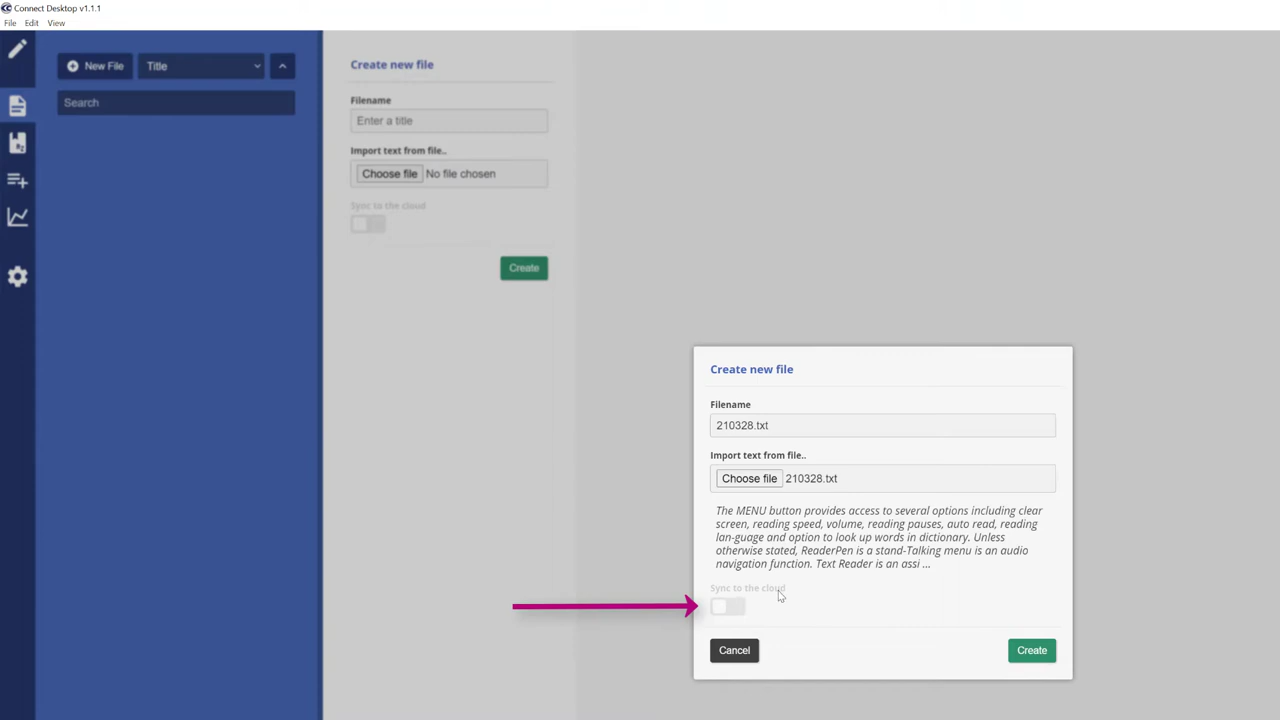 Connect Desktop v1.1.1
File Edit View
New File
Title
Search
Create new file
Filename
Enter a title
Import text from file..
Choose file No file chosen
Sync to the cloud
Create
Create new file
Filename
210328.txt
Import text from file..
Choose file 210328.txt
The MENU button provides access to several options including clear
screen, reading speed, volume, reading pauses, auto read, reading
lan-guage and option to look up words in dictionary. Unless
otherwise stated, ReaderPen is a stand-Talking menu is an audio
navigation function. Text Reader is an assi ...
Sync to the cloud
Cancel
Create